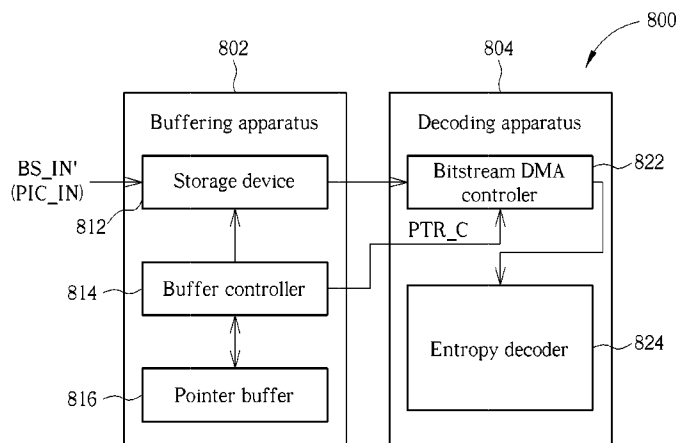 800
802
804
Buffering apparatus
Decoding apparatus
BS_IN'
(PIC_IN)
Storage device
812
Bitstream DMA
controler
822
PTR_C
814
Buffer controller
Entropy decoder
824
816
Pointer buffer